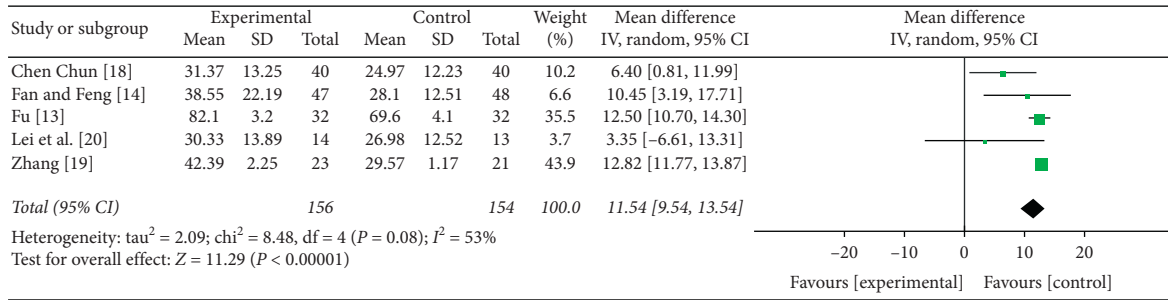 Study or subgroup Experimental Control Weight (%) Mean difference IV, random, 95% CI Mean difference IV, random, 95% CI
Mean SD Total Mean SD Total
Chen Chun [18] 31.37 13.25 40 24.97 12.23 40 10.2 6.40 [0.81, 11.99]
Fan and Feng [14] 38.55 22.19 47 28.1 12.51 48 6.6 10.45 [3.19, 17.71]
Fu [13] 82.1 3.2 32 69.6 4.1 32 35.5 12.50 [10.70, 14.30]
Lei et al. [20] 30.33 13.89 14 26.98 12.52 13 3.7 3.35 [–6.61, 13.31]
Zhang [19] 42.39 2.25 23 29.57 1.17 21 43.9 12.82 [11.77, 13.87]
Total (95% CI) 156 154 100.0 11.54 [9.54, 13.54]
Heterogeneity: tau² = 2.09; chi² = 8.48, df = 4 (P = 0.08); I² = 53%
Test for overall effect: Z = 11.29 (P < 0.00001)
–20 –10 0 10 20
Favours [experimental] Favours [control]